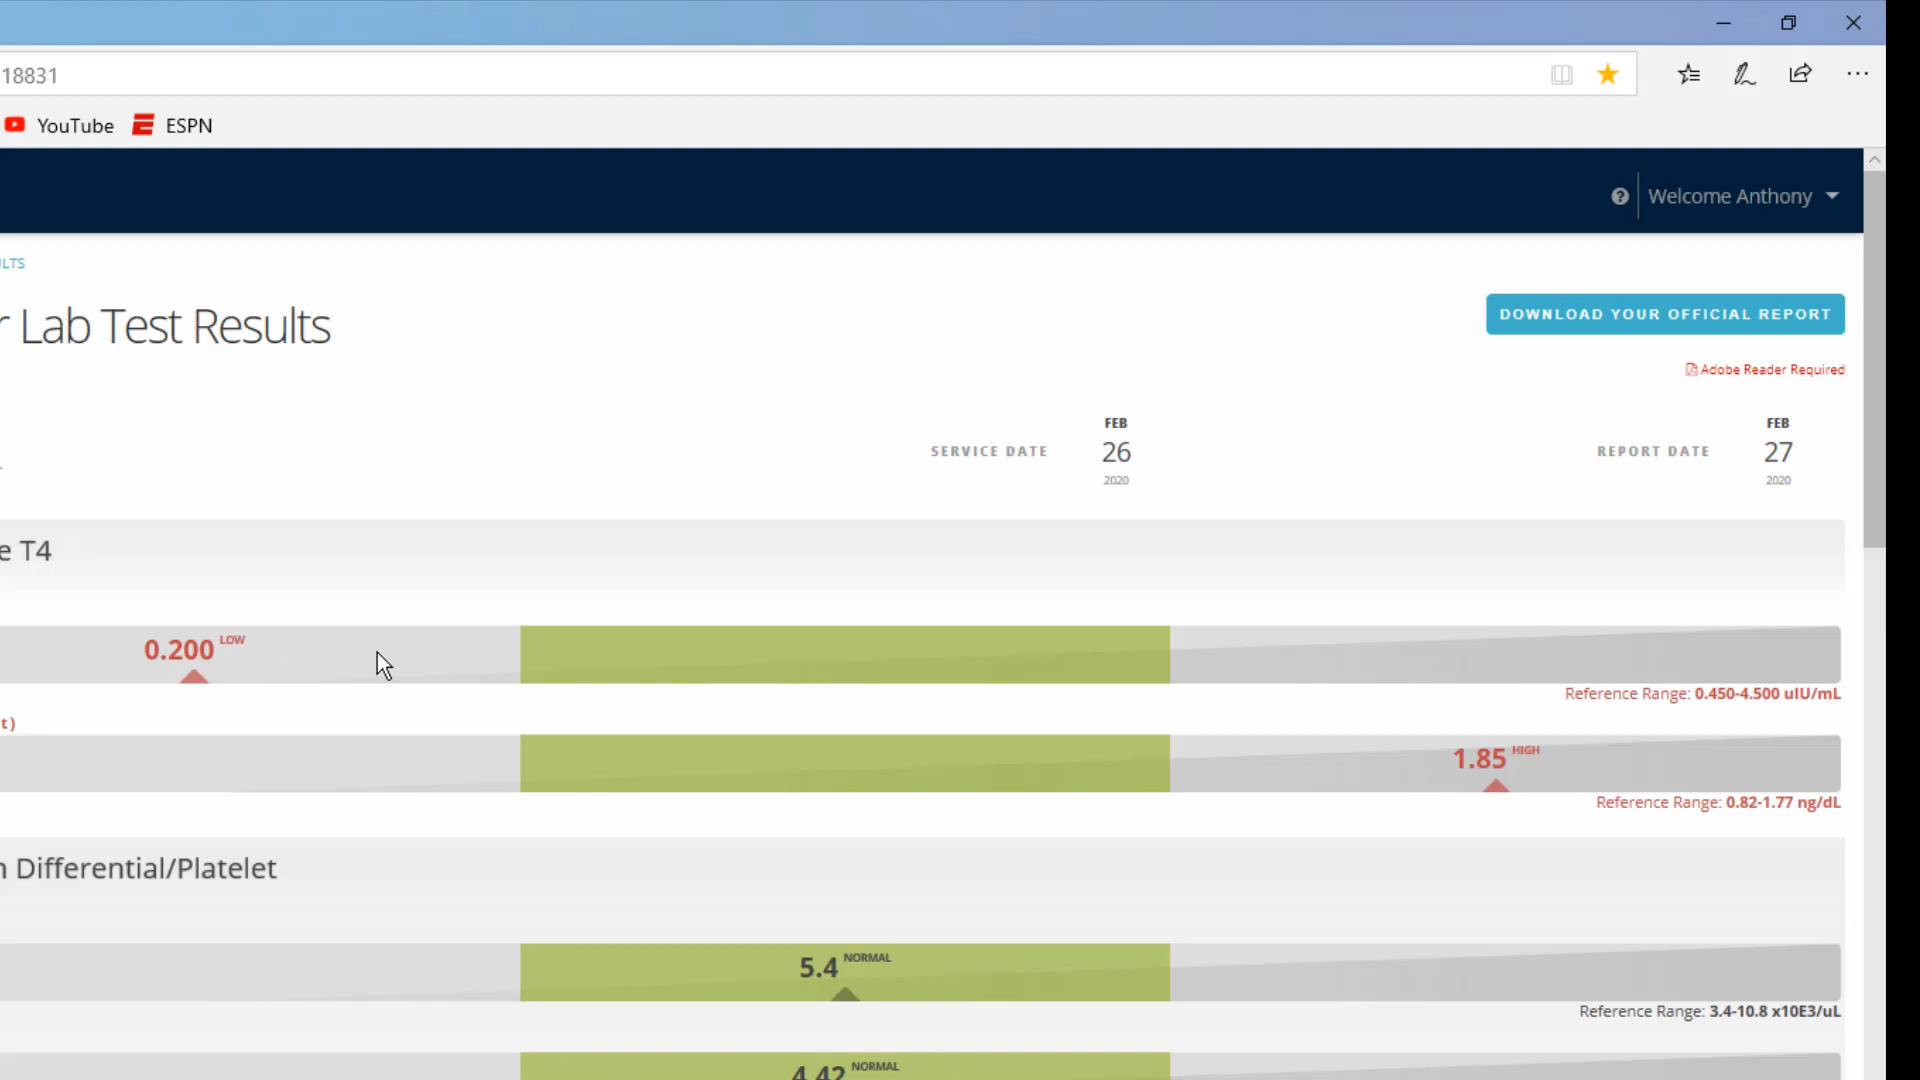 18831
YouTube ESPN
? Welcome Anthony
LTS
r Lab Test Results
DOWNLOAD YOUR OFFICIAL REPORT
Adobe Reader Required
SERVICE DATE
FEB
26
2020
REPORT DATE
FEB
27
2020
e T4
0.200 LOW
Reference Range: 0.450-4.500 uIU/mL
t)
1.85 HIGH
Reference Range: 0.82-1.77 ng/dL
n Differential/Platelet
5.4 NORMAL
Reference Range: 3.4-10.8 x10E3/uL
4.42 NORMAL